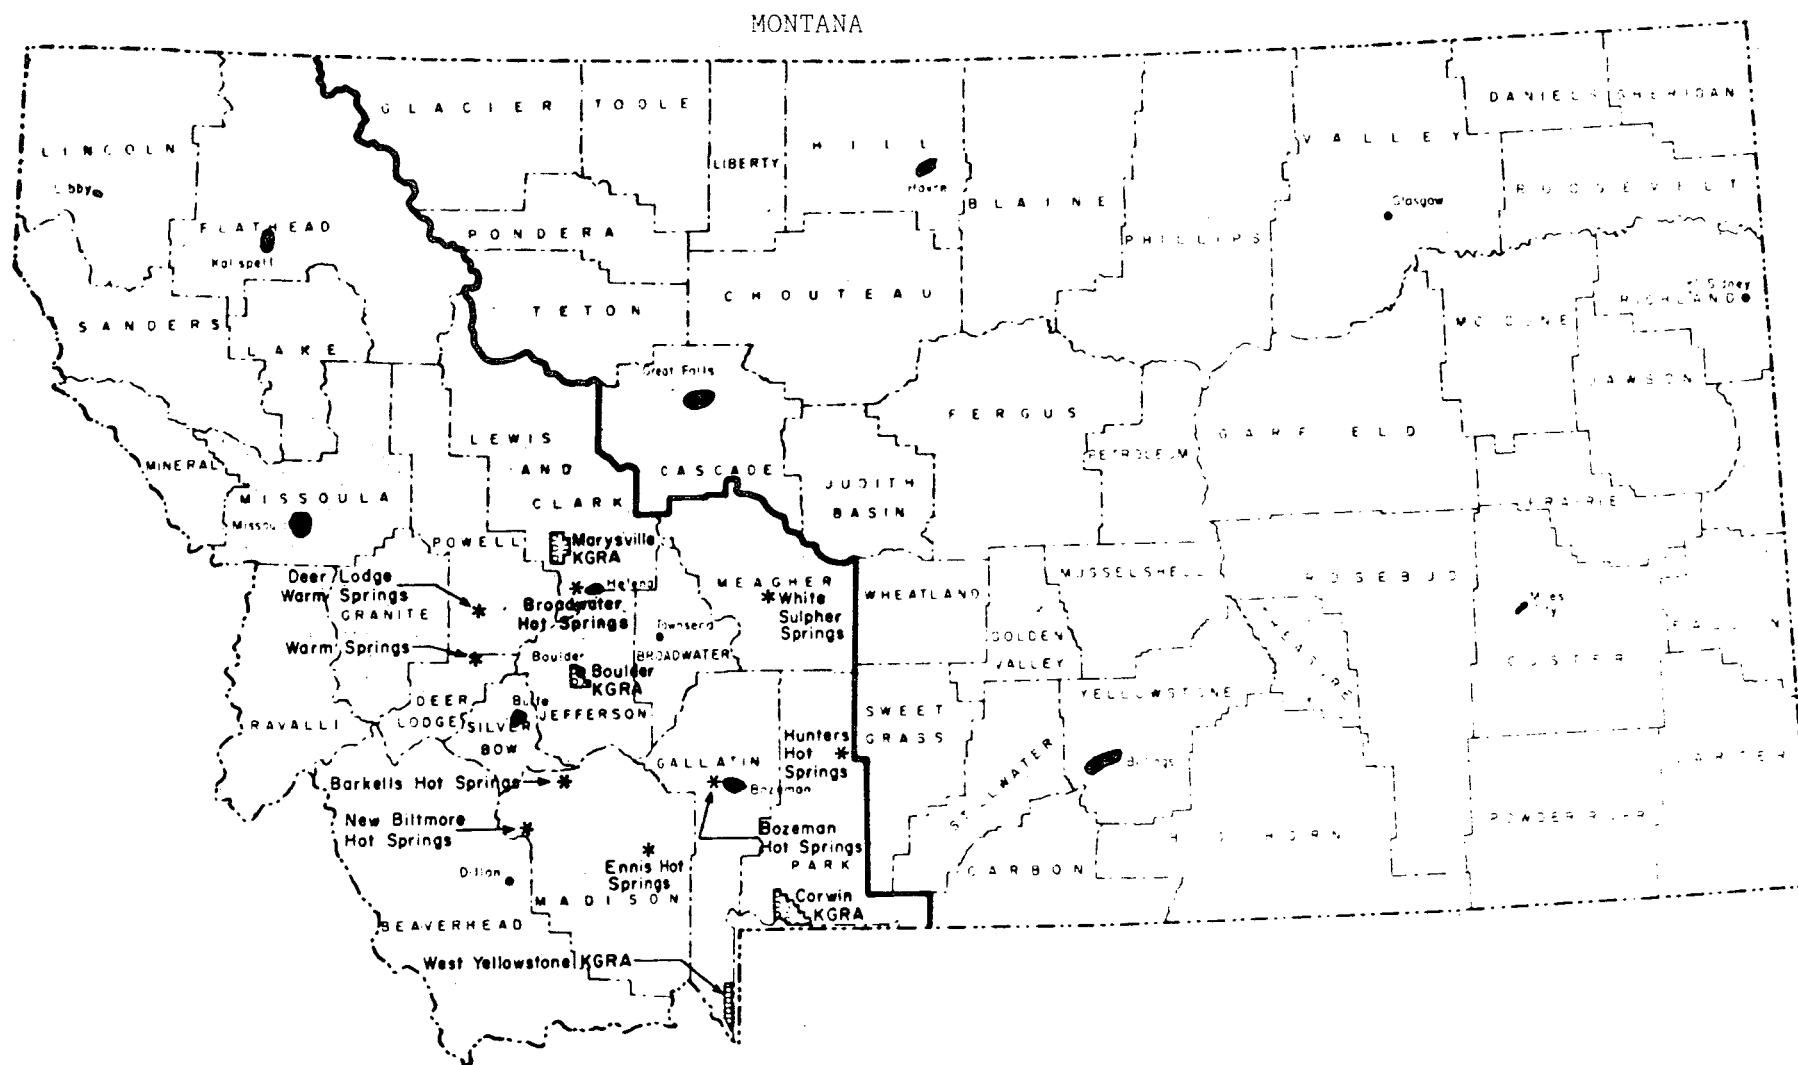 MONTANA
GLACIER
TOOLE
LIBERTY
HILL
BLAINE
PHILLIPS
VALLEY
DANIELS
SHERIDAN
ROOSEVELT
LINCOLN
FLATHEAD
Kalispell
Havre
Glasgow
PONDERA
TETON
CHOUTEAU
SANDERS
LAKE
Great Falls
Sidney
RICHLAND
DAWSON
FERGUS
PETROLEUM
LEWIS
AND
CLARK
CASCADE
JUDITH
BASIN
MINERAL
MISSOULA
POWELL
Marysville
KGRA
Deer Lodge
Warm Springs
GRANITE
Helena
Broadwater
Hot Springs
MEAGHER
White
Sulpher
Springs
WHEATLAND
MUSSELSHELL
ROSEBUD
PRAIRIE
Miles
Townsend
GOLDEN
VALLEY
CUSTER
Warm Springs
Boulder
BROADWATER
Boulder
KGRA
DEER
LODGE
Butte
JEFFERSON
SILVER
BOW
RAVALLI
SWEET
GRASS
YELLOWSTONE
Hunters
Hot
Springs
GALLATIN
Bozeman
Barkells Hot Springs
New Biltmore
Hot Springs
Bozeman
Hot Springs
PARK
Ennis Hot
Springs
Dillon
MADISON
BEAVERHEAD
Corwin
KGRA
CARBON
POWDER RIVER
West Yellowstone KGRA